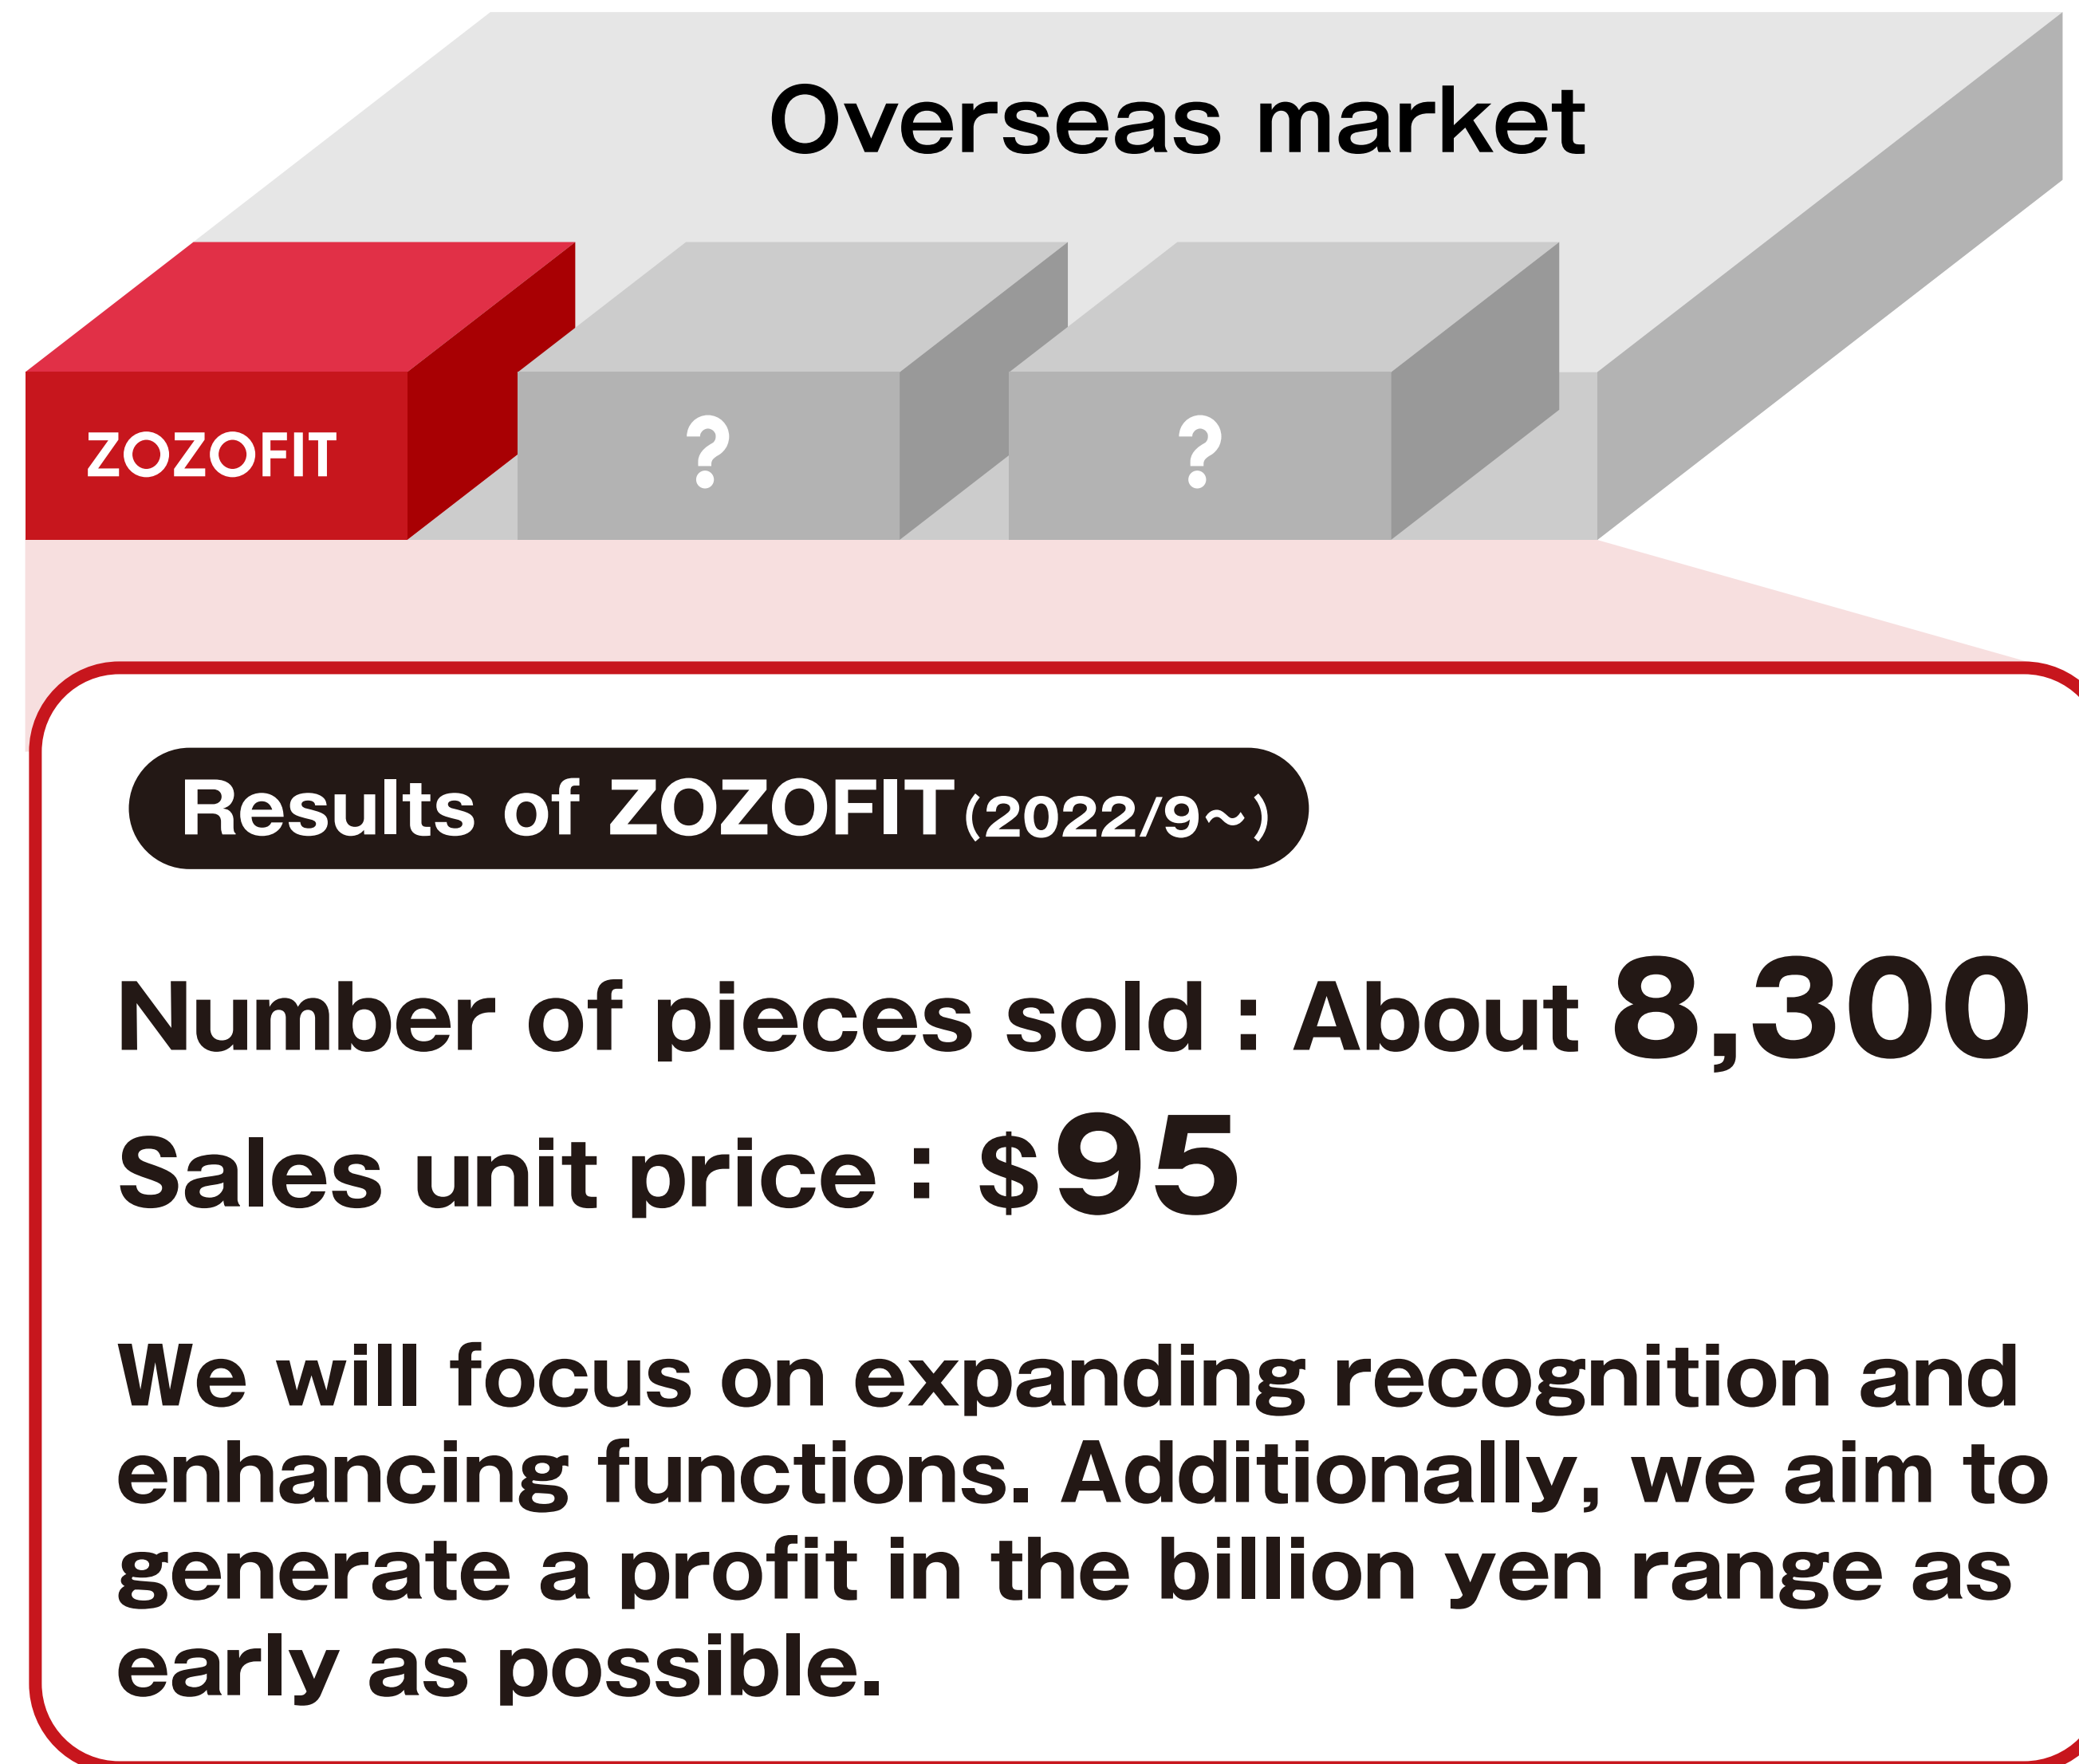 Overseas market
ZOZOFIT
?
?
Results of ZOZOFIT(2022/9～)
Number of pieces sold : About 8,300
Sales unit price : $95
We will focus on expanding recognition and
enhancing functions. Additionally, we aim to
generate a profit in the billion yen range as
early as possible.